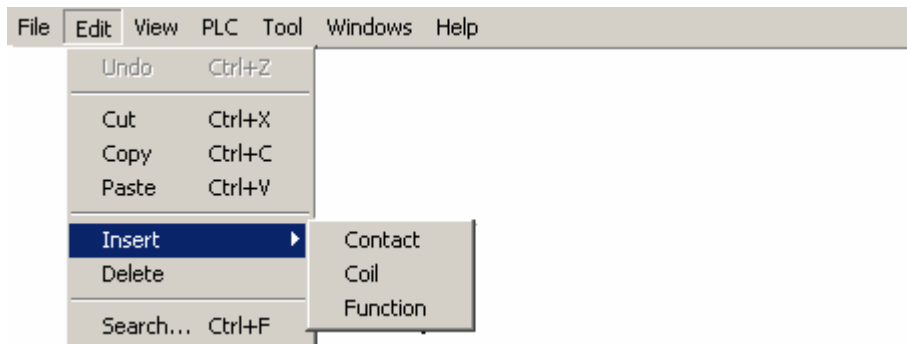 File Edit View PLC Tool Windows Help
Undo Ctrl+Z
Cut Ctrl+X
Copy Ctrl+C
Paste Ctrl+V
Insert
Contact
Delete
Coil
Function
Search... Ctrl+F